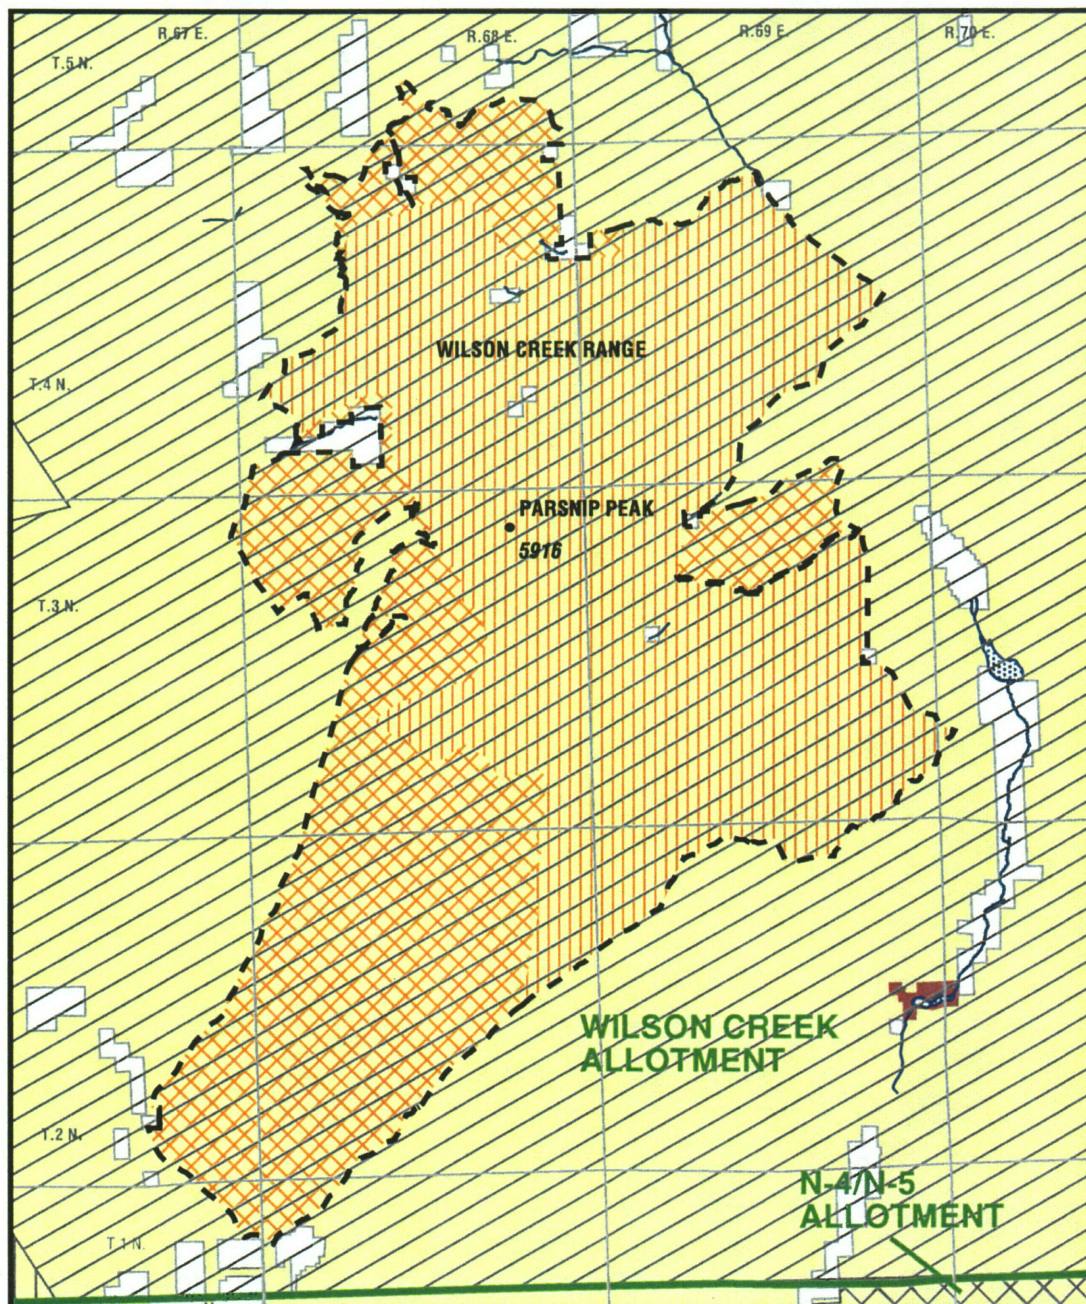 R.67 E.
R.68 E.
R.69 E.
R.70 E.
T.5 N.
WILSON CREEK RANGE
T.4 N.
PARSNIP PEAK
5916
T.3 N.
WILSON CREEK
ALLOTMENT
T.2 N.
N-4/N-5
ALLOTMENT
T.1 N.